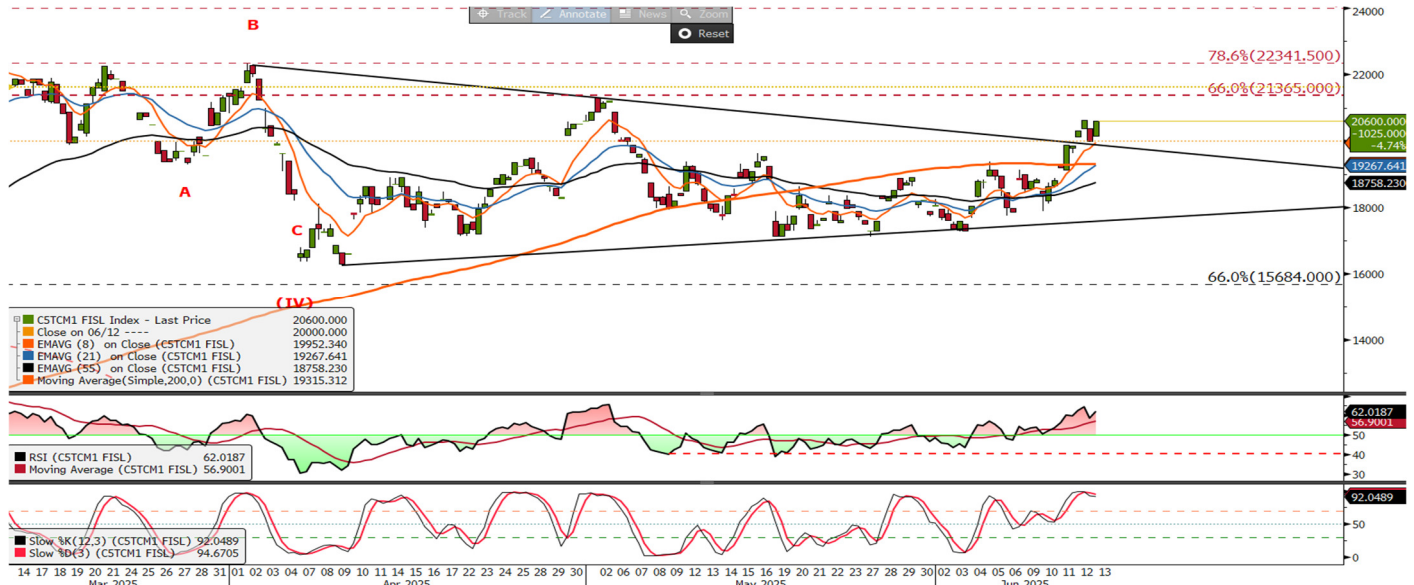 Track Annotate News Zoom
Reset
24000
B
78.6%(22341.500)
22000
66.0%(21365.000)
20600.000
-1025.0000
-4.74%
19267.641
18758.230
A
18000
C
16000
66.0%(15684.000)
(IV)
C5TCM1 FISL Index - Last Price 20600.000
Close on 06/12 ---- 20000.000
EMAVG (8) on Close (C5TCM1 FISL) 19952.340
EMAVG (21) on Close (C5TCM1 FISL) 19267.641
EMAVG (55) on Close (C5TCM1 FISL) 18758.230
Moving Average(Simple,200,0) (C5TCM1 FISL) 19315.312
14000
62.0187
56.9001
50
40
30
RSI (C5TCM1 FISL) 62.0187
Moving Average (C5TCM1 FISL) 56.9001
92.0489
50
0
Slow %K(12,3) (C5TCM1 FISL) 92.0489
Slow %D(3) (C5TCM1 FISL) 94.6705
14 17 18 19 20 21 24 25 26 27 28 31 01 02 03 04 07 08 09 10 11 14 15 16 17 22 23 24 25 28 29 30 02 06 07 08 09 12 13 14 15 16 19 20 21 22 23 27 28 29 30 02 03 04 05 06 09 10 11 12 13
Mar 2025 Apr 2025 May 2025 Jun 2025